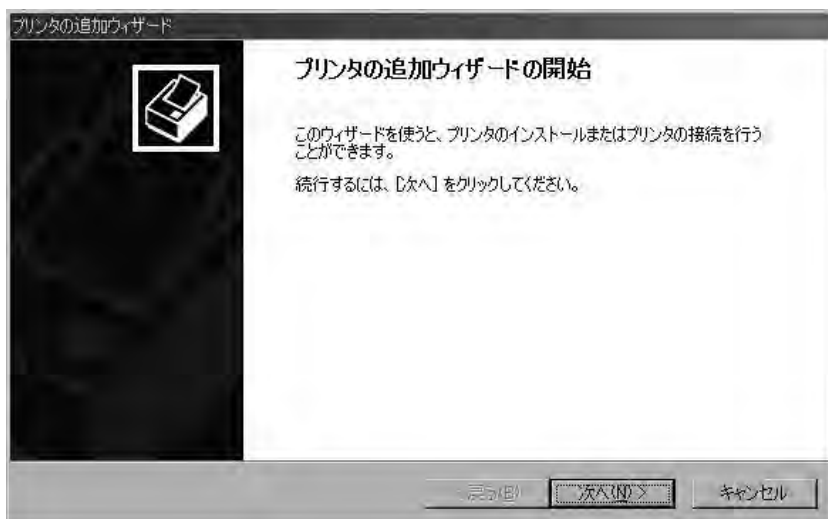 プリンタの追加ウィザード
プリンタの追加ウィザードの開始
このウィザードを使うと、プリンタのインストールまたはプリンタの接続を行う
ことができます。
続行するには、[次へ] をクリックしてください。
< 戻る(B)
次へ(N) >
キャンセル